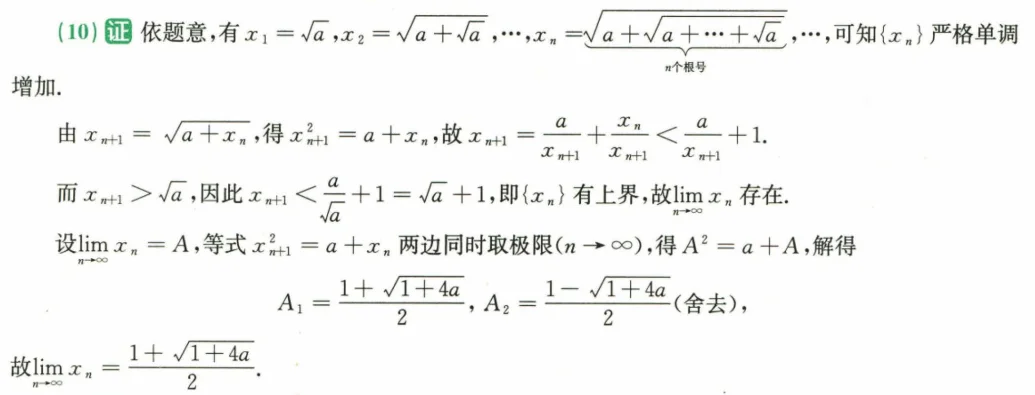 (10) 证 依题意,有 $x_1 = \sqrt{a}, x_2 = \sqrt{a+\sqrt{a}}, \cdots, x_n = \underbrace{\sqrt{a+\sqrt{a+\cdots+\sqrt{a}}}}_{n个根号}, \cdots$,可知$\{x_n\}$ 严格单调
增加.
由 $x_{n+1} = \sqrt{a+x_n}$,得 $x_{n+1}^2 = a+x_n$,故 $x_{n+1} = \frac{a}{x_{n+1}} + \frac{x_n}{x_{n+1}} < \frac{a}{x_{n+1}} + 1$.
而 $x_{n+1} > \sqrt{a}$,因此 $x_{n+1} < \frac{a}{\sqrt{a}} + 1 = \sqrt{a} + 1$,即$\{x_n\}$ 有上界,故$\lim\limits_{n \to \infty} x_n$ 存在.
设$\lim\limits_{n \to \infty} x_n = A$,等式 $x_{n+1}^2 = a + x_n$ 两边同时取极限($n \to \infty$),得 $A^2 = a + A$,解得
$A_1 = \frac{1+\sqrt{1+4a}}{2}, A_2 = \frac{1-\sqrt{1+4a}}{2}$(舍去),
故$\lim\limits_{n \to \infty} x_n = \frac{1+\sqrt{1+4a}}{2}$.